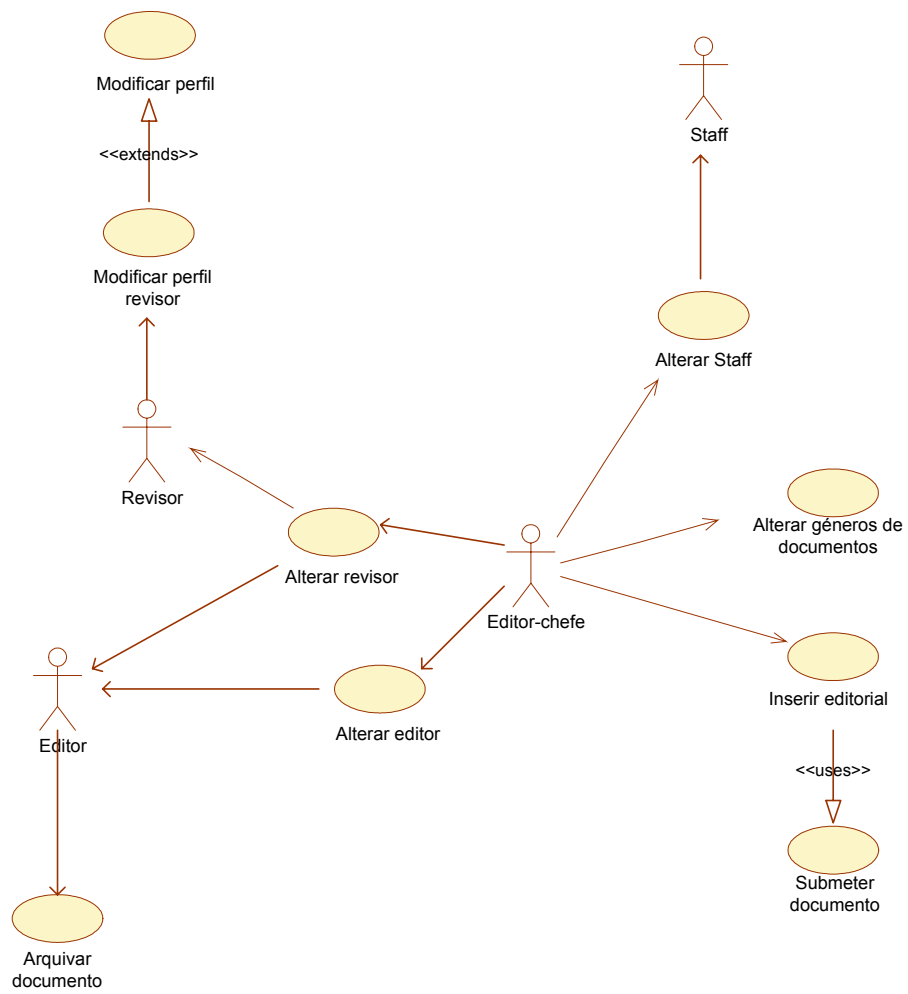 Modificar perfil
Staff
<<extends>>
Modificar perfil
revisor
Alterar Staff
Revisor
Alterar géneros de
documentos
Alterar revisor
Editor-chefe
Inserir editorial
Editor
Alterar editor
<<uses>>
Submeter
documento
Arquivar
documento